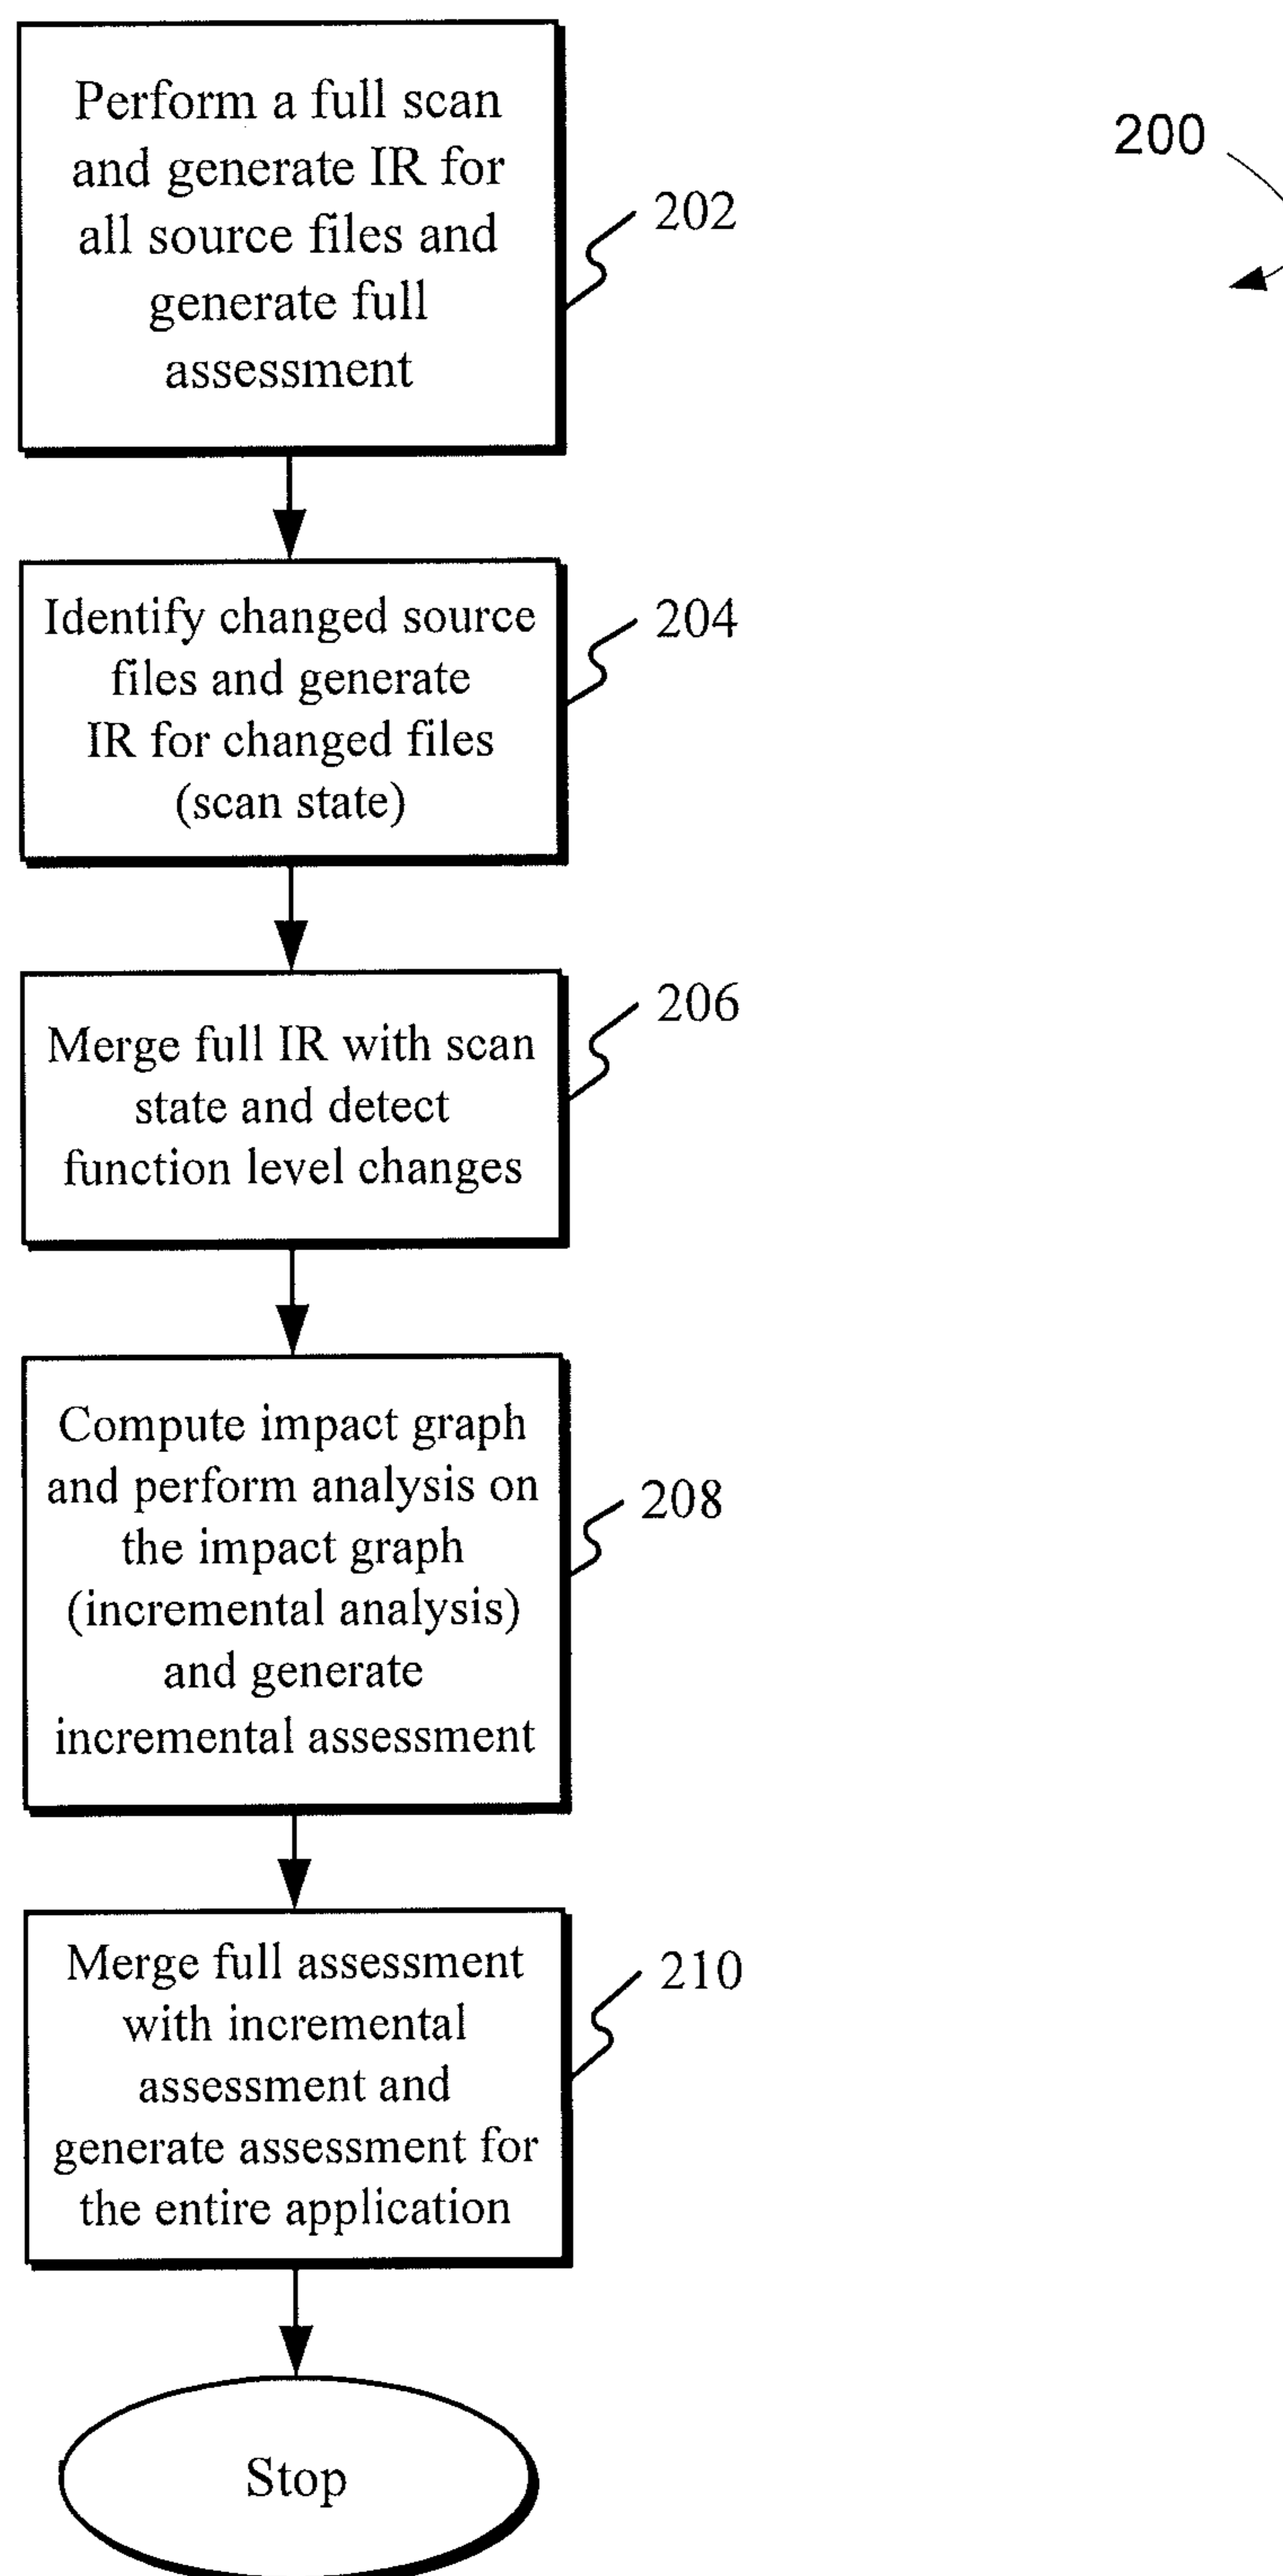 Perform a full scan
and generate IR for
all source files and
generate full
assessment
202
200
Identify changed source
files and generate
IR for changed files
(scan state)
204
Merge full IR with scan
state and detect
function level changes
206
Compute impact graph
and perform analysis on
the impact graph
(incremental analysis)
and generate
incremental assessment
208
Merge full assessment
with incremental
assessment and
generate assessment for
the entire application
210
Stop